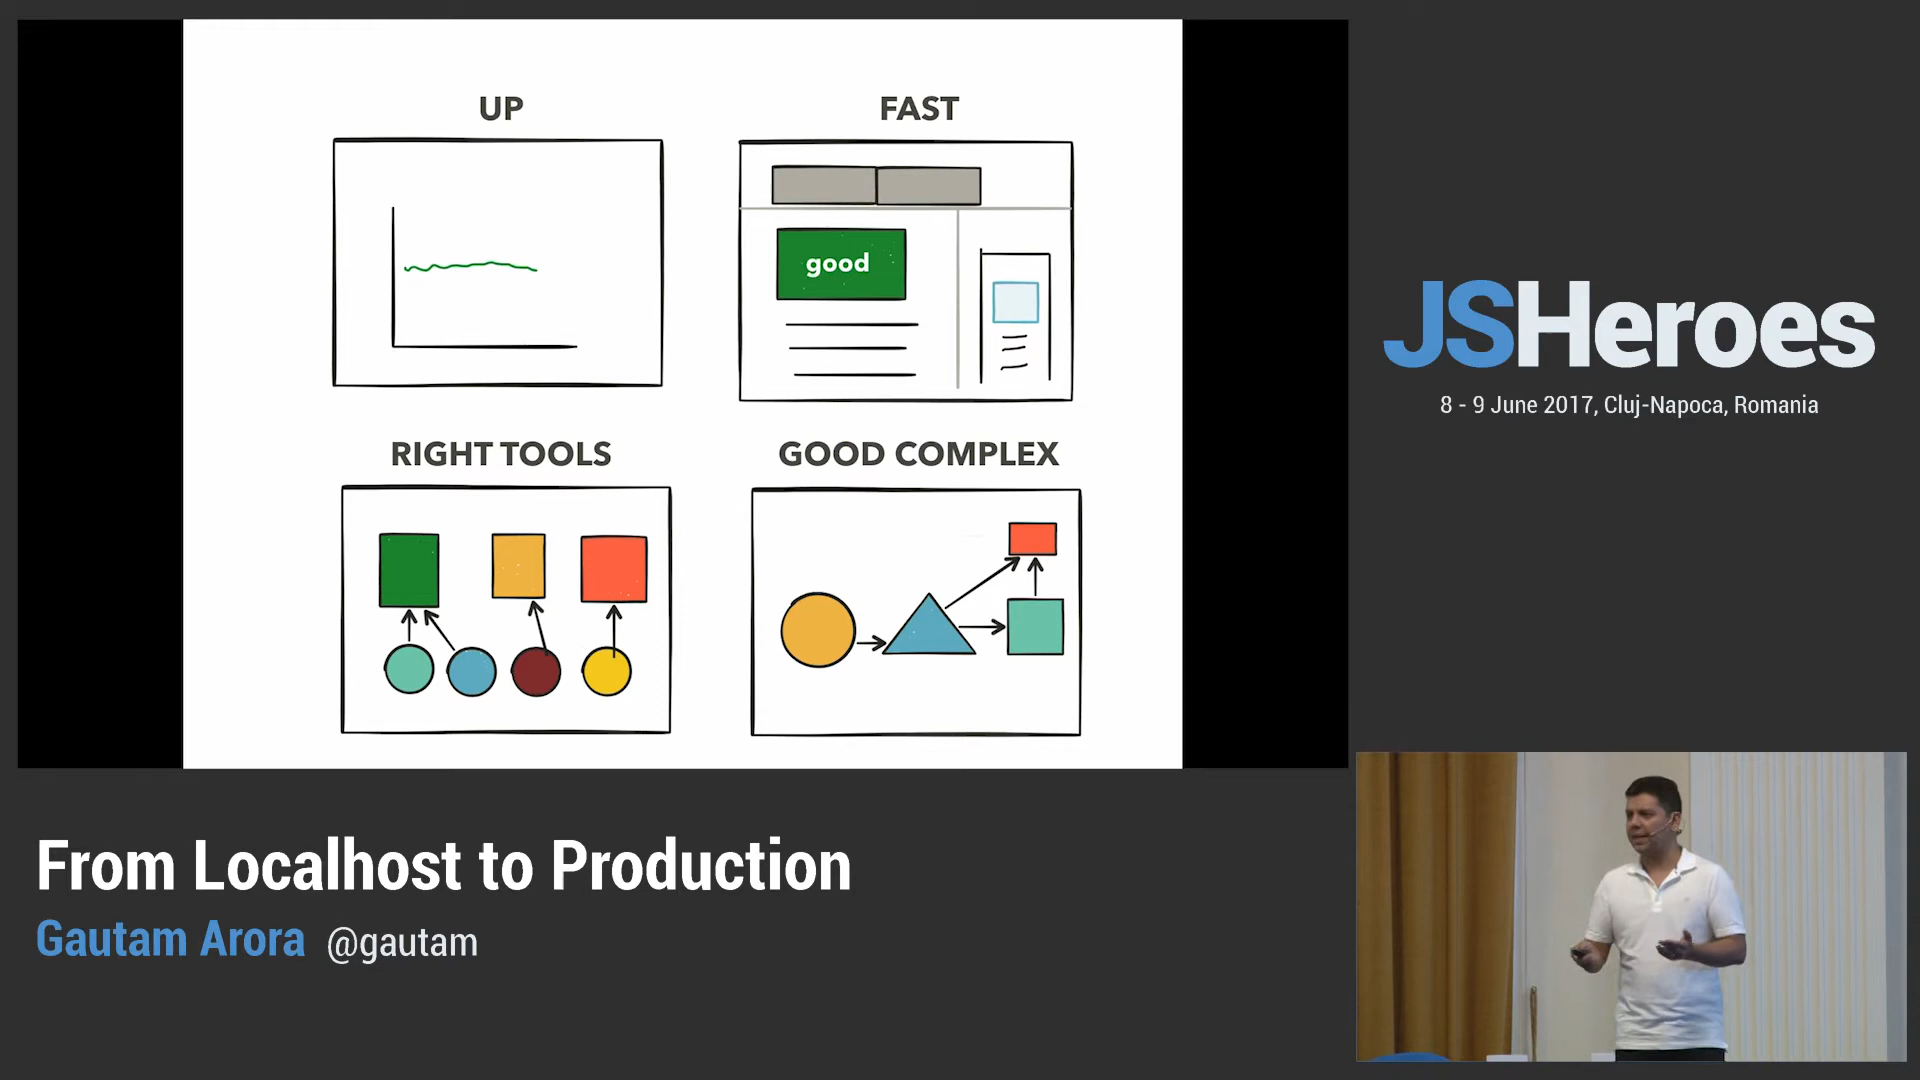 UP
FAST
good
RIGHT TOOLS
GOOD COMPLEX
JSHeroes
8 - 9 June 2017, Cluj-Napoca, Romania
From Localhost to Production
Gautam Arora @gautam